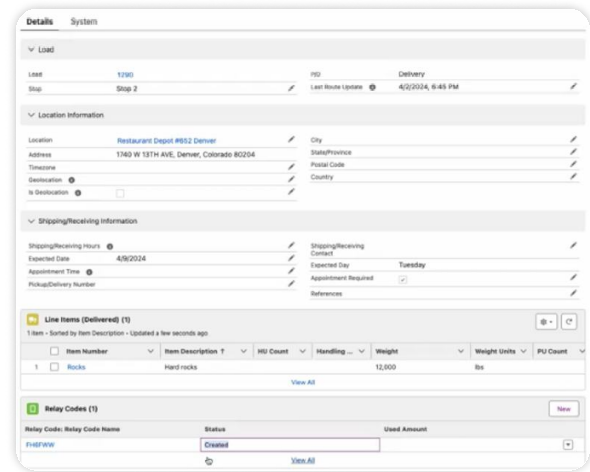 Details System
Load
Load 1290 P/D Delivery
Stop Stop 2 Last Route Update 4/2/2024, 6:45 PM
Location Information
Location Restaurant Depot #652 Denver City
Address 1740 W 13TH AVE, Denver, Colorado 80204 State/Province
Timezone Postal Code
Geolocation Country
Is Geolocation
Shipping/Receiving Information
Shipping/Receiving Hours Shipping/Receiving Contact
Expected Date 4/9/2024 Expected Day Tuesday
Appointment Time Appointment Required
Pickup/Delivery Number References
Line Items (Delivered) (1)
1 item • Sorted by Item Description • Updated a few seconds ago
Item Number Item Description ↑ HU Count Handling ... Weight Weight Units PU Count
1 Rocks Hard rocks 12,000 lbs
View All
Relay Codes (1) New
Relay Code: Relay Code Name Status Used Amount
Created
View All